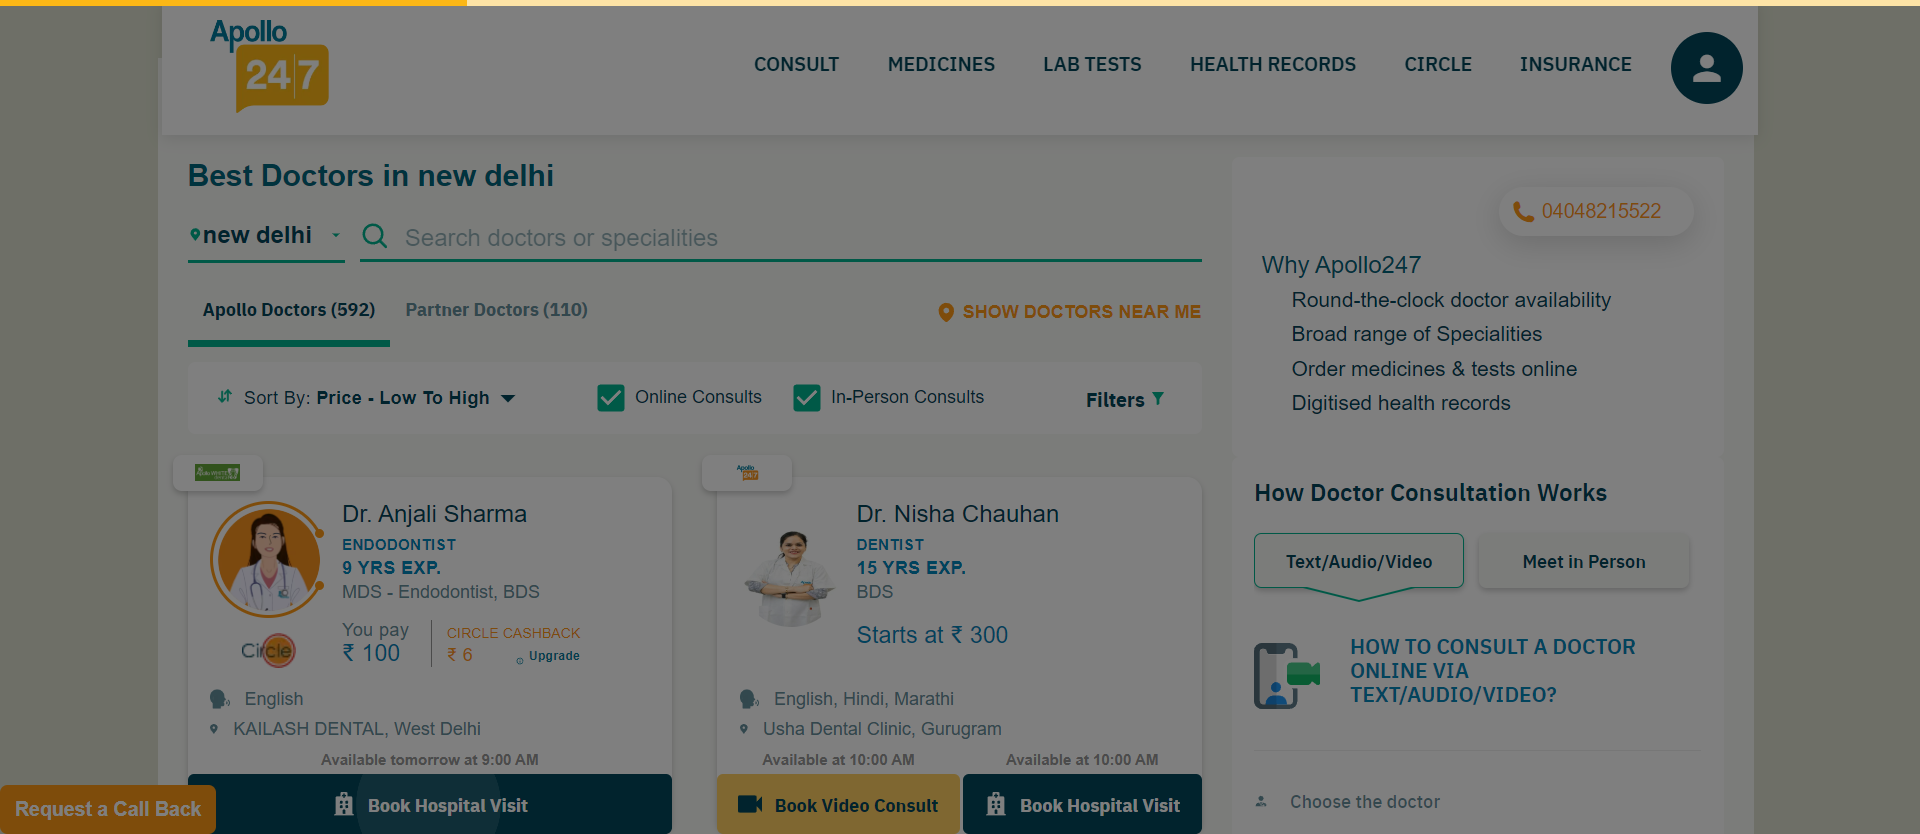 Apollo
24|7
CONSULT
MEDICINES
LAB TESTS
HEALTH RECORDS
CIRCLE
INSURANCE
Best Doctors in new delhi
new delhi
Search doctors or specialities
Apollo Doctors (592)
Partner Doctors (110)
SHOW DOCTORS NEAR ME
Sort By: Price - Low To High
Online Consults
In-Person Consults
Filters
Dr. Anjali Sharma
ENDODONTIST
9 YRS EXP.
MDS - Endodontist, BDS
Circle
You pay
₹ 100
CIRCLE CASHBACK
₹ 6
Upgrade
English
KAILASH DENTAL, West Delhi
Available tomorrow at 9:00 AM
Book Hospital Visit
Apollo
24|7
Dr. Nisha Chauhan
DENTIST
15 YRS EXP.
BDS
Starts at ₹ 300
English, Hindi, Marathi
Usha Dental Clinic, Gurugram
Available at 10:00 AM
Available at 10:00 AM
Book Video Consult
Book Hospital Visit
04048215522
Why Apollo247
Round-the-clock doctor availability
Broad range of Specialities
Order medicines & tests online
Digitised health records
How Doctor Consultation Works
Text/Audio/Video
Meet in Person
HOW TO CONSULT A DOCTOR
ONLINE VIA
TEXT/AUDIO/VIDEO?
Choose the doctor
Request a Call Back